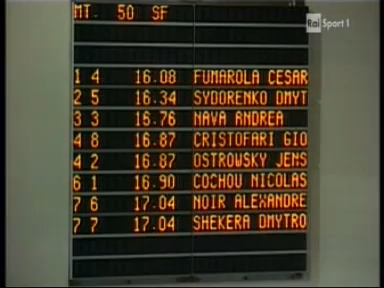 MT. 50 SF
Rai Sport 1
1 4 16.08 FUMAROLA CESAR
2 5 16.34 SYDORENKO DMYT
3 3 16.76 NAVA ANDREA
4 8 16.87 CRISTOFARI GIO
4 2 16.87 OSTROWSKY JENS
6 1 16.90 COCHOU NICOLAS
7 6 17.04 NOIR ALEXANDRE
7 7 17.04 SHEKERA DMYTRO